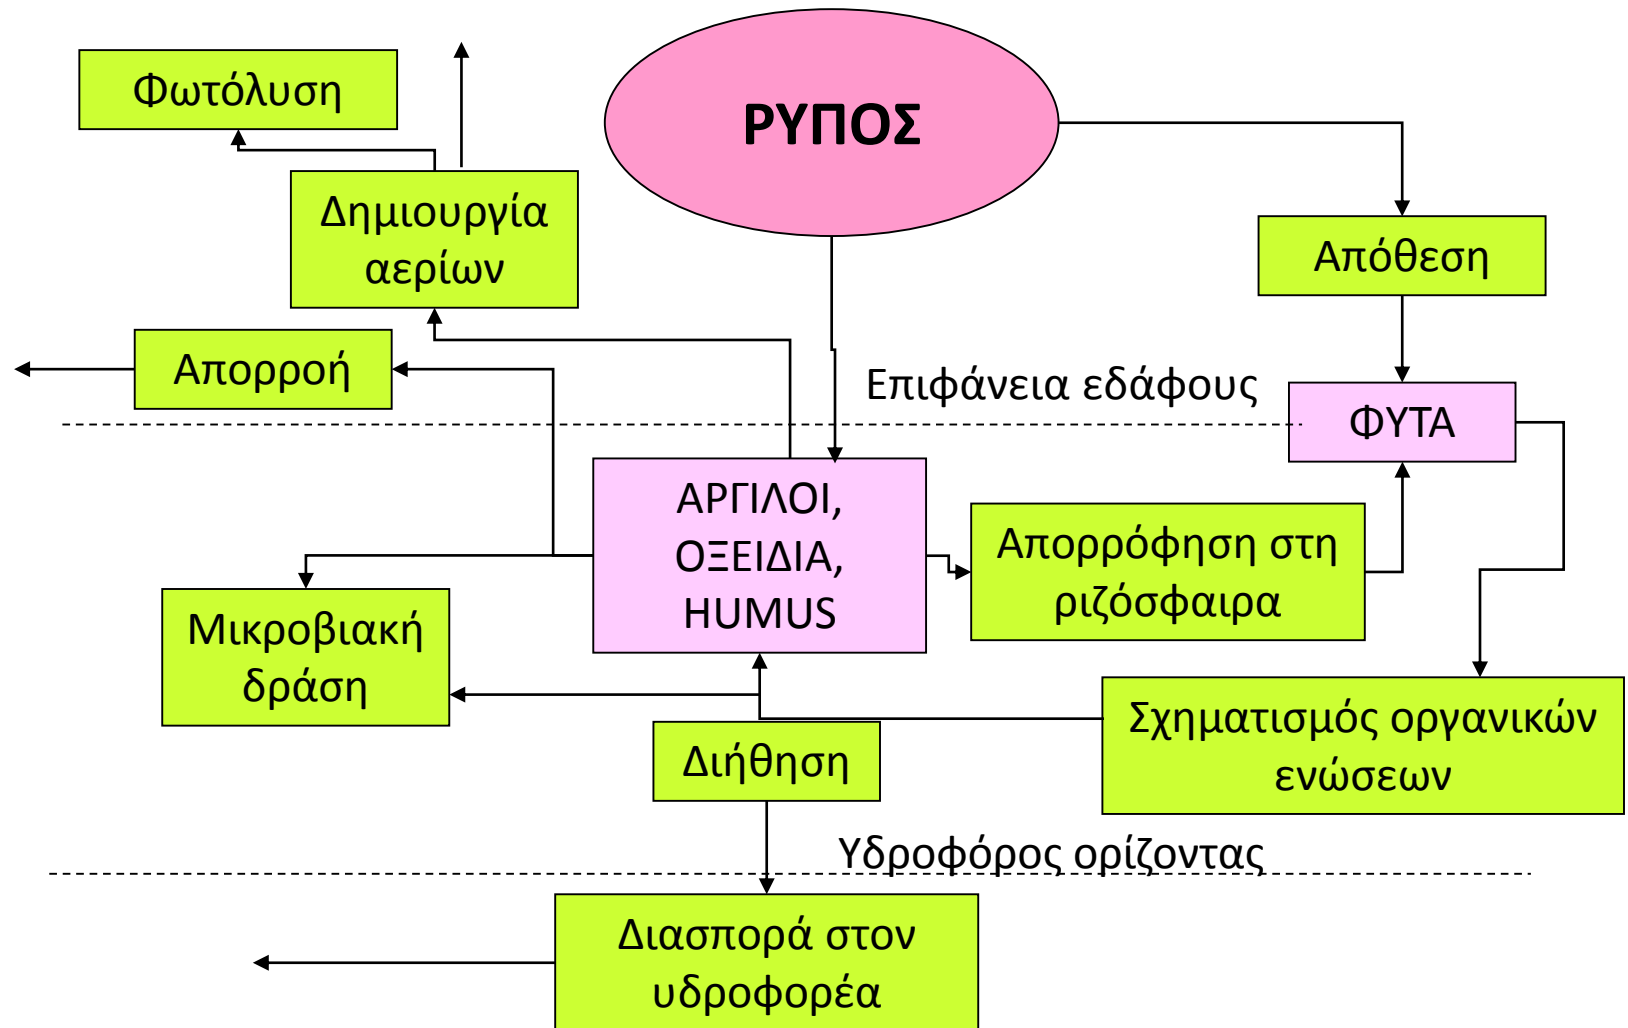 ΡΥΠΟΣ
Φωτόλυση
Δημιουργία
αερίων
Απόθεση
Απορροή
Επιφάνεια εδάφους
ΦΥΤΑ
ΑΡΓΙΛΟΙ,
ΟΞΕΙΔΙΑ,
HUMUS
Απορρόφηση στη
ριζόσφαιρα
Μικροβιακή
δράση
Σχηματισμός οργανικών
ενώσεων
Διήθηση
Υδροφόρος ορίζοντας
Διασπορά στον
υδροφορέα